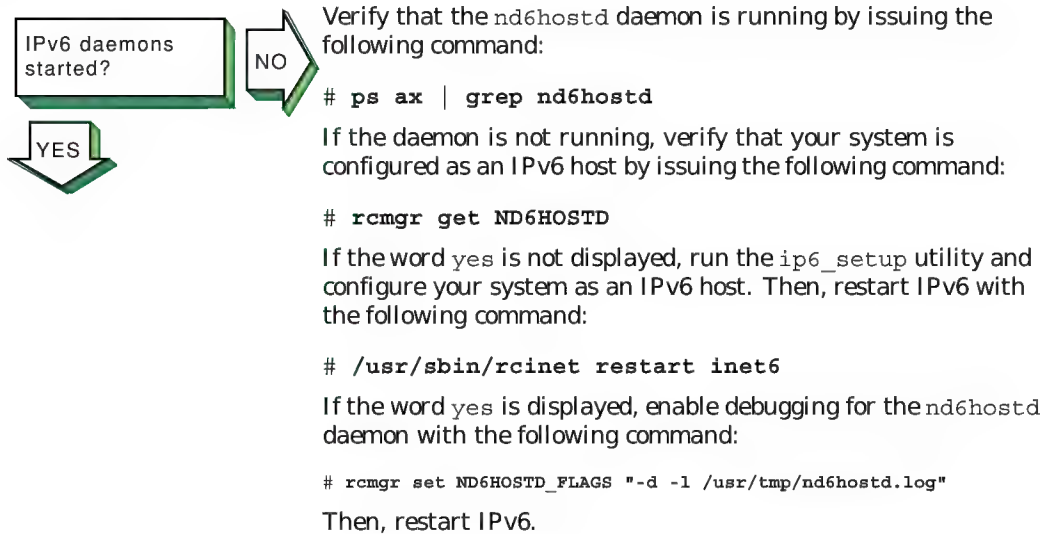 IPv6 daemons
started?
NO
YES
Verify that the nd6hostd daemon is running by issuing the
following command:
# ps ax | grep nd6hostd
If the daemon is not running, verify that your system is
configured as an IPv6 host by issuing the following command:
# rcmgr get ND6HOSTD
If the word yes is not displayed, run the ip6_setup utility and
configure your system as an IPv6 host. Then, restart IPv6 with
the following command:
# /usr/sbin/rcinet restart inet6
If the word yes is displayed, enable debugging for the nd6hostd
daemon with the following command:
# rcmgr set ND6HOSTD_FLAGS "-d -l /usr/tmp/nd6hostd.log"
Then, restart IPv6.